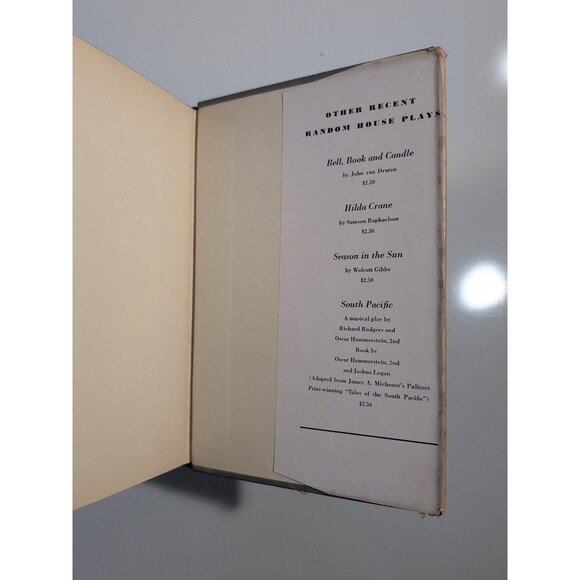 OTHER RECENT
RANDOM HOUSE PLAYS
Bell, Book and Candle
by John van Druten
$2.50
Hilda Crane
by Samson Raphaelson
$2.50
Season in the Sun
by Wolcott Gibbs
$2.50
South Pacific
A musical play by
Richard Rodgers and
Oscar Hammerstein, 2nd
Book by
Oscar Hammerstein, 2nd
and Joshua Logan
(Adapted from James A. Michener's Pulitzer
Prize-winning "Tales of the South Pacific")
$2.50